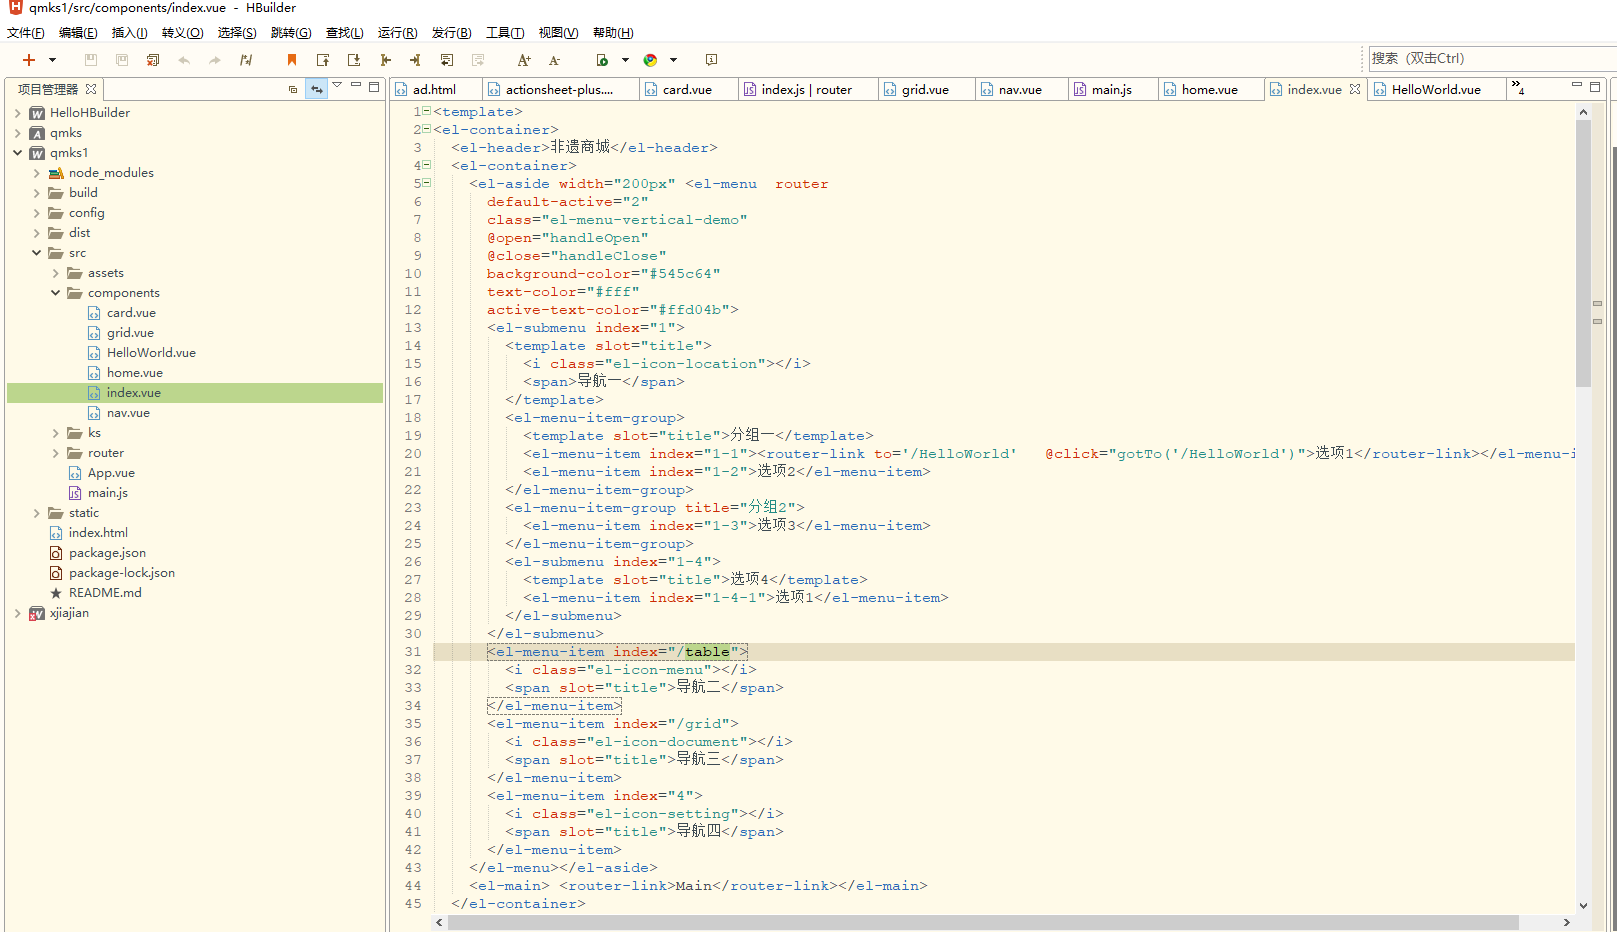 qmks1/src/components/index.vue - HBuilder
文件(F) 编辑(E) 插入(I) 转义(O) 选择(S) 跳转(G) 查找(L) 运行(R) 发行(B) 工具(T) 视图(V) 帮助(H)
搜索 (双击Ctrl)
项目管理器
ad.html actionsheet-plus.... card.vue index.js | router grid.vue nav.vue main.js home.vue index.vue HelloWorld.vue »4
HelloHBuilder
qmks
qmks1
node_modules
build
config
dist
src
assets
components
card.vue
grid.vue
HelloWorld.vue
home.vue
index.vue
nav.vue
ks
router
App.vue
main.js
static
index.html
package.json
package-lock.json
README.md
xjiajian
1 <template>
2 <el-container>
3 <el-header>非遗商城</el-header>
4 <el-container>
5 <el-aside width="200px" <el-menu  router
6 default-active="2"
7 class="el-menu-vertical-demo"
8 @open="handleOpen"
9 @close="handleClose"
10 background-color="#545c64"
11 text-color="#fff"
12 active-text-color="#ffd04b">
13 <el-submenu index="1">
14 <template slot="title">
15 <i class="el-icon-location"></i>
16 <span>导航一</span>
17 </template>
18 <el-menu-item-group>
19 <template slot="title">分组一</template>
20 <el-menu-item index="1-1"><router-link to='/HelloWorld'   @click="gotTo('/HelloWorld')">选项1</router-link></el-menu-i
21 <el-menu-item index="1-2">选项2</el-menu-item>
22 </el-menu-item-group>
23 <el-menu-item-group title="分组2">
24 <el-menu-item index="1-3">选项3</el-menu-item>
25 </el-menu-item-group>
26 <el-submenu index="1-4">
27 <template slot="title">选项4</template>
28 <el-menu-item index="1-4-1">选项1</el-menu-item>
29 </el-submenu>
30 </el-submenu>
31 <el-menu-item index="/table">
32 <i class="el-icon-menu"></i>
33 <span slot="title">导航二</span>
34 </el-menu-item>
35 <el-menu-item index="/grid">
36 <i class="el-icon-document"></i>
37 <span slot="title">导航三</span>
38 </el-menu-item>
39 <el-menu-item index="4">
40 <i class="el-icon-setting"></i>
41 <span slot="title">导航四</span>
42 </el-menu-item>
43 </el-menu></el-aside>
44 <el-main> <router-link>Main</router-link></el-main>
45 </el-container>